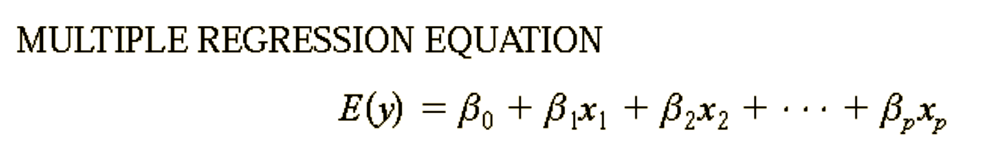 MULTIPLE REGRESSION EQUATION
E(y) = β₀ + β₁x₁ + β₂x₂ + · · · + βₚxₚ